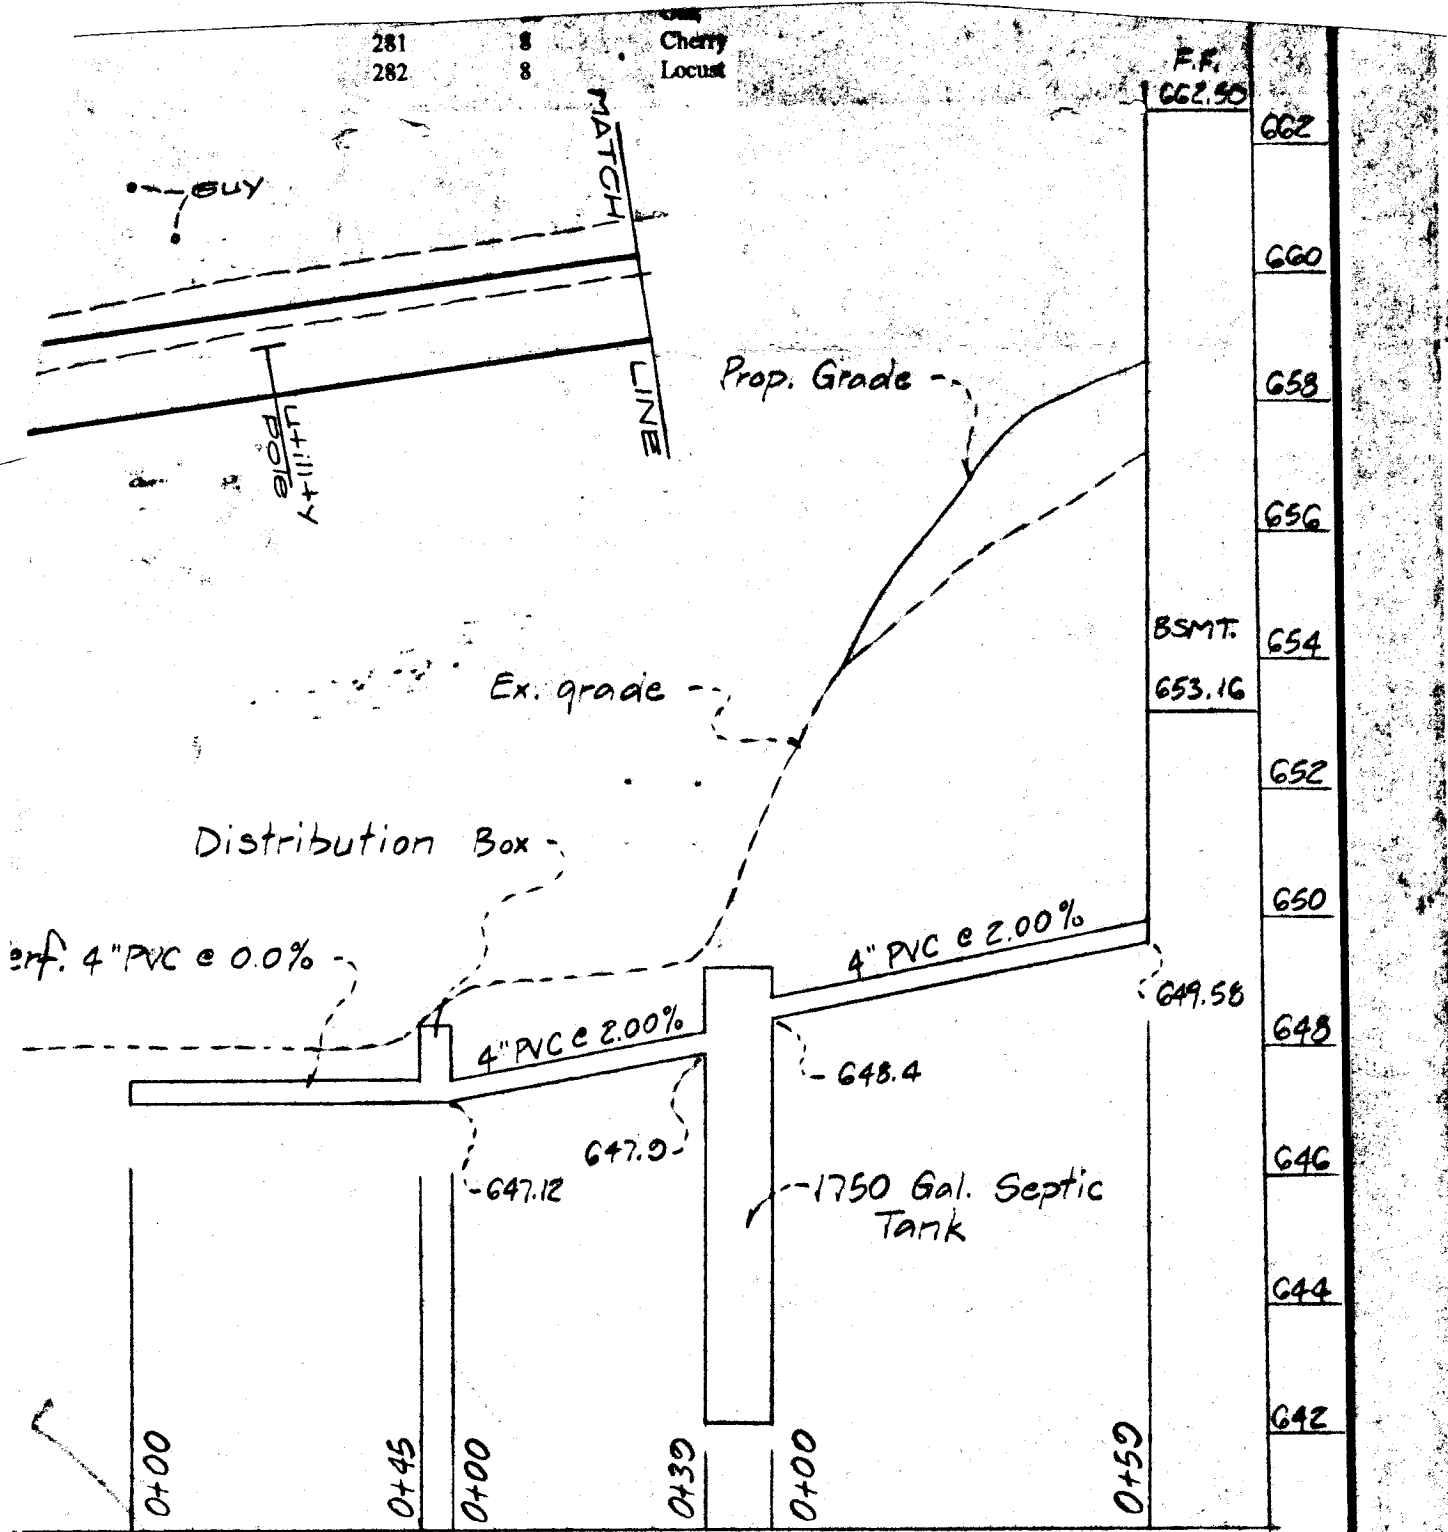 281 8 Cherry
282 8 Locust
F.F.
662.50
662
MATCH
GUY
660
Prop. Grade
658
LINE
Utility
Pole
656
BSMT.
654
Ex. grade
653.16
652
Distribution Box
650
erf. 4"PVC @ 0.0%
4" PVC @ 2.00%
649.58
4" PVC @ 2.00%
648
648.4
647.9
646
647.12
1750 Gal. Septic
Tank
644
642
0+00
0+45
0+00
0+39
0+00
0+59